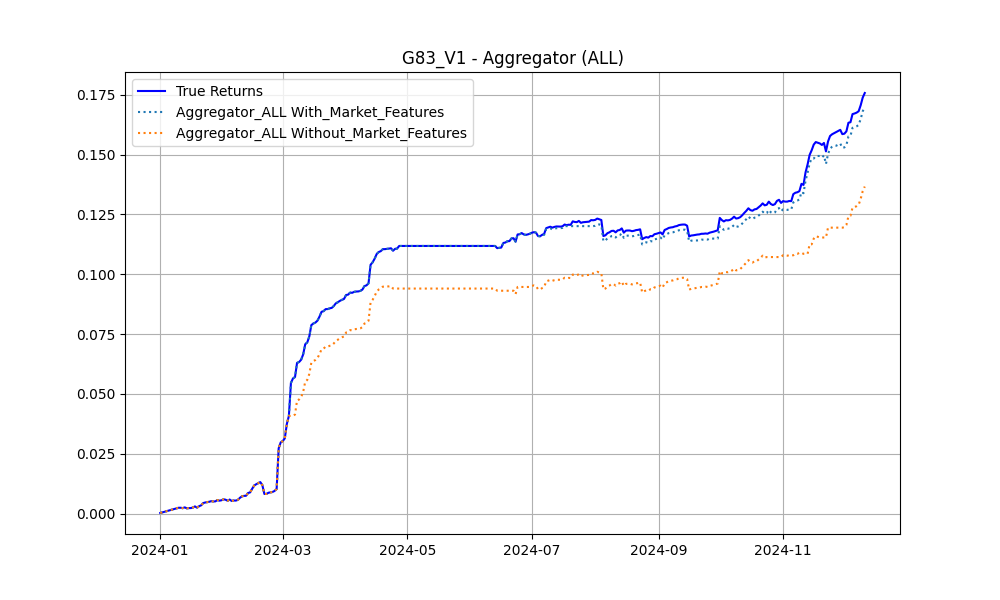 G83_V1 - Aggregator (ALL)
True Returns
Aggregator_ALL With_Market_Features
Aggregator_ALL Without_Market_Features
0.175
0.150
0.125
0.100
0.075
0.050
0.025
0.000
2024-01 2024-03 2024-05 2024-07 2024-09 2024-11